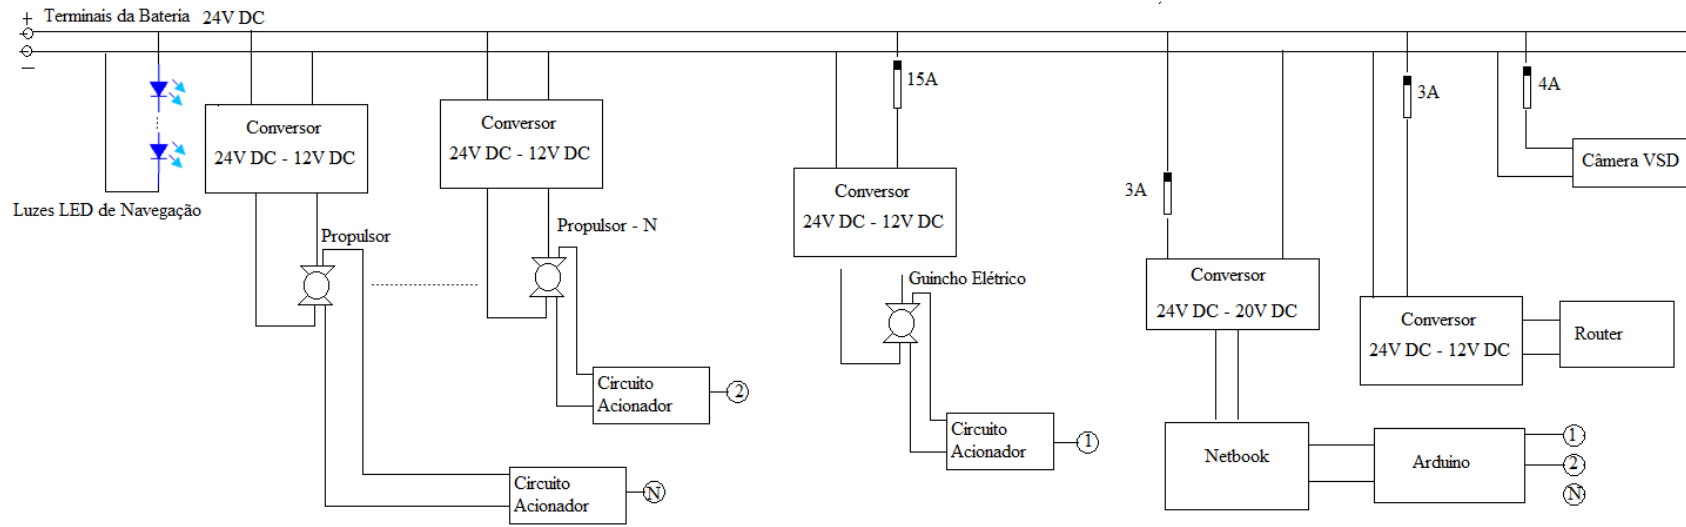 + Terminais da Bateria 24V DC
−
15A
3A
4A
3A
Conversor
24V DC - 12V DC
Conversor
24V DC - 12V DC
Conversor
24V DC - 12V DC
Câmera VSD
Luzes LED de Navegação
Propulsor
Propulsor - N
Guincho Elétrico
Conversor
24V DC - 20V DC
Conversor
24V DC - 12V DC
Router
Circuito
Acionador
2
Circuito
Acionador
1
Netbook
Arduino
1
2
N
Circuito
Acionador
N